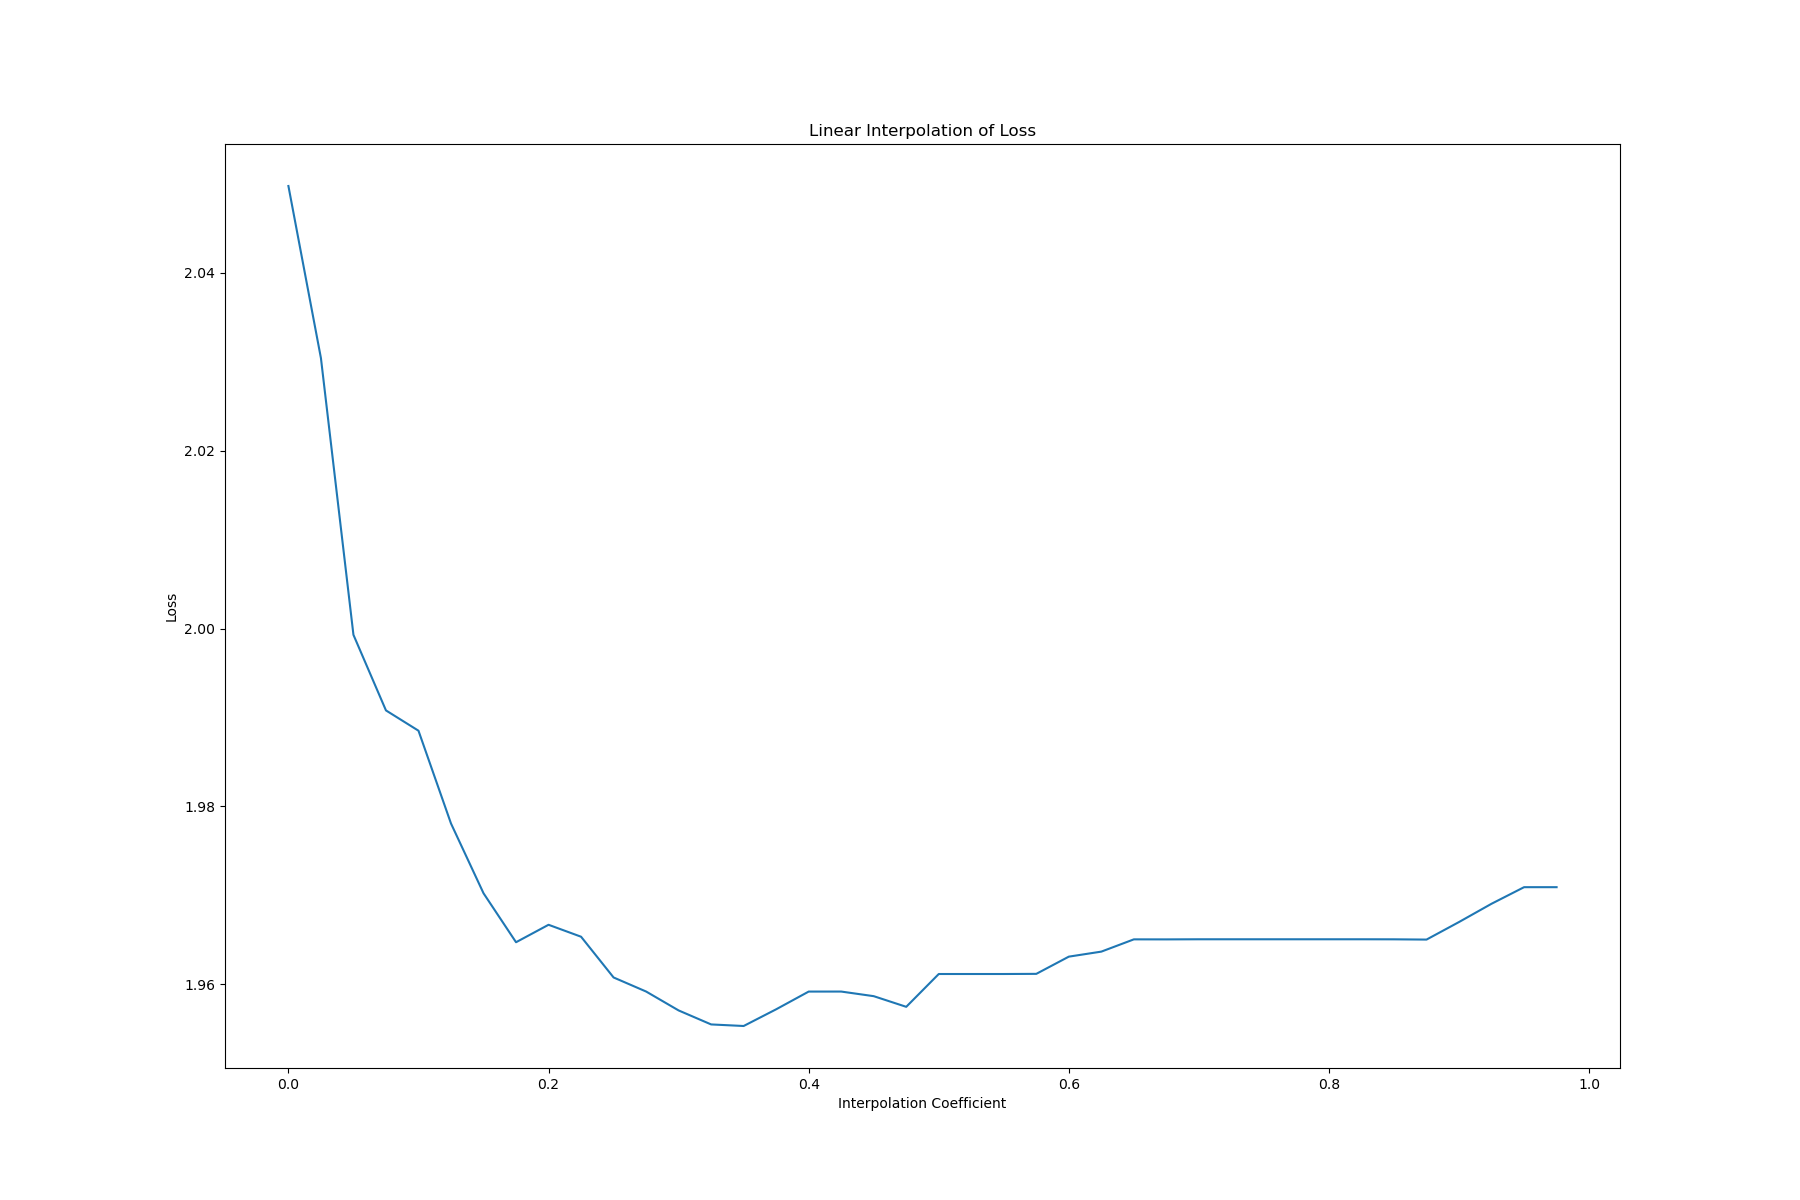 Linear Interpolation of Loss
2.04
2.02
2.00
1.98
1.96
Loss
0.0 0.2 0.4 0.6 0.8 1.0
Interpolation Coefficient